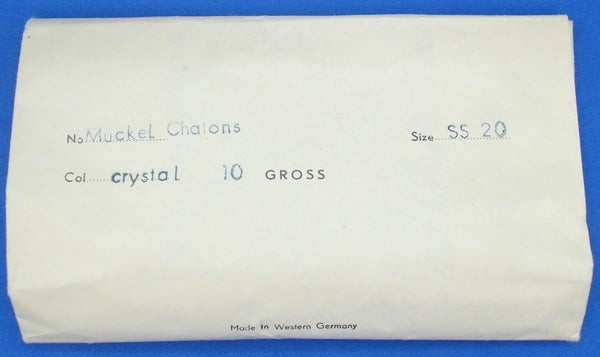 No Muckel Chatons Size SS 20
Col crystal 10 GROSS
Made In Western Germany